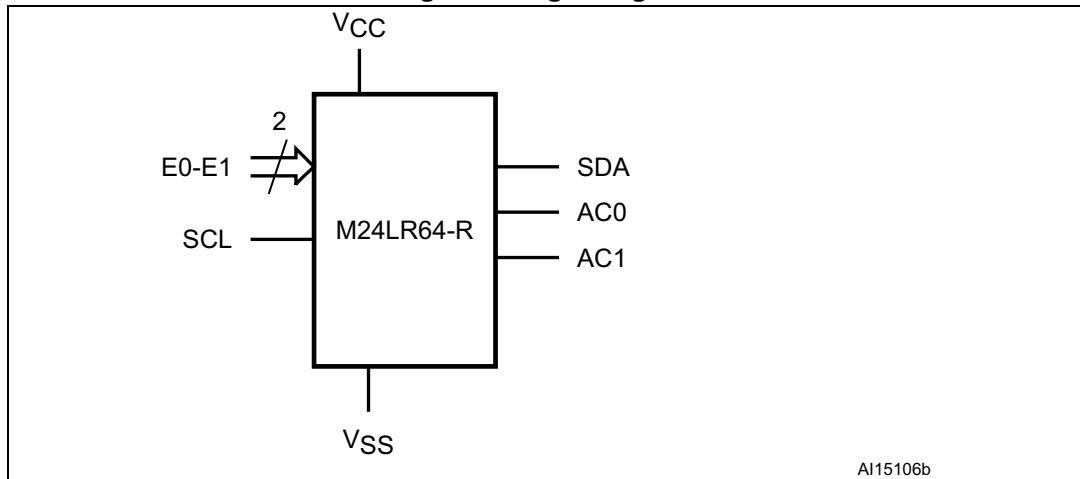 VCC
2
E0-E1
SDA
AC0
SCL
M24LR64-R
AC1
VSS
AI15106b